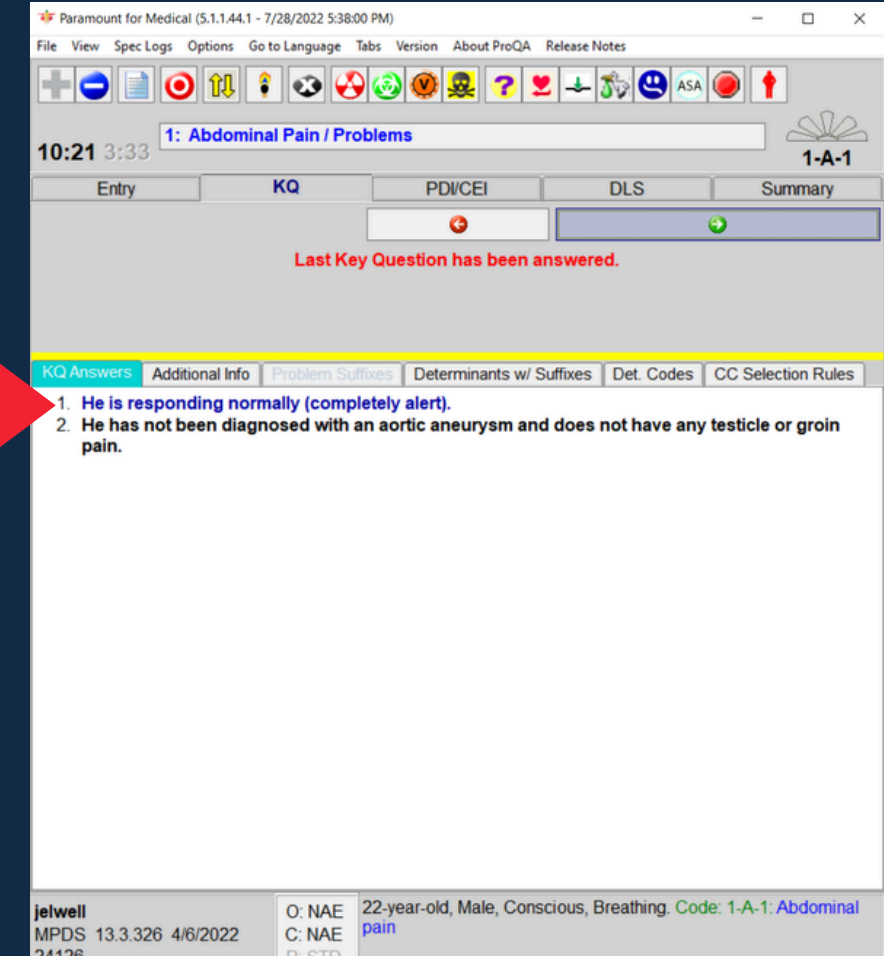 Paramount for Medical (5.1.1.44.1 - 7/28/2022 5:38:00 PM)
File View Spec Logs Options Go to Language Tabs Version About ProQA Release Notes
V ? ASA
1: Abdominal Pain / Problems
10:21 3:33
1-A-1
Entry KQ PDI/CEI DLS Summary
Last Key Question has been answered.
KQ Answers Additional Info Problem Suffixes Determinants w/ Suffixes Det. Codes CC Selection Rules
1. He is responding normally (completely alert).
2. He has not been diagnosed with an aortic aneurysm and does not have any testicle or groin
pain.
jelwell O: NAE 22-year-old, Male, Conscious, Breathing. Code: 1-A-1: Abdominal
MPDS 13.3.326 4/6/2022 C: NAE pain